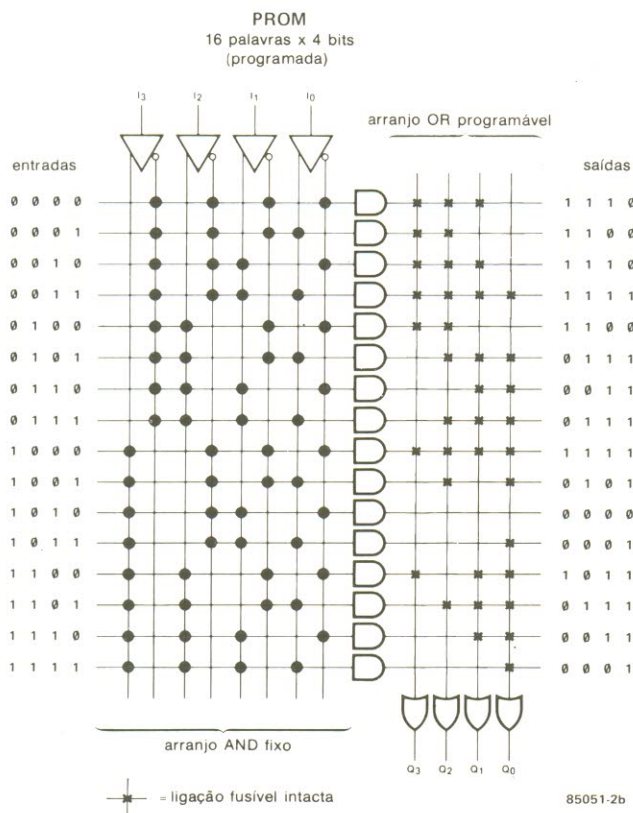 PROM
16 palavras x 4 bits
(programada)
I3 I2 I1 I0
arranjo OR programável
entradas
saídas
0 0 0 0 1 1 1 0
0 0 0 1 1 1 0 0
0 0 1 0 1 1 1 0
0 0 1 1 1 1 1 1
0 1 0 0 1 1 0 0
0 1 0 1 0 1 1 1
0 1 1 0 0 0 1 1
0 1 1 1 0 1 1 1
1 0 0 0 1 1 1 1
1 0 0 1 0 1 0 1
1 0 1 0 0 0 0 0
1 0 1 1 0 0 0 1
1 1 0 0 1 0 1 1
1 1 0 1 0 1 1 1
1 1 1 0 0 0 1 1
1 1 1 1 0 0 0 1
arranjo AND fixo
Q3 Q2 Q1 Q0
= ligação fusível intacta
85051-2b